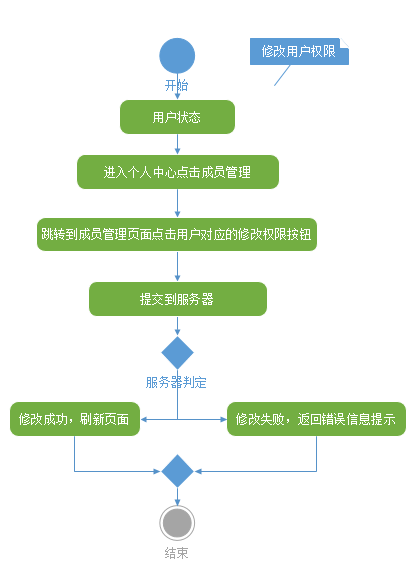 修改用户权限
开始
用户状态
进入个人中心点击成员管理
跳转到成员管理页面点击用户对应的修改权限按钮
提交到服务器
服务器判定
修改成功，刷新页面
修改失败，返回错误信息提示
结束